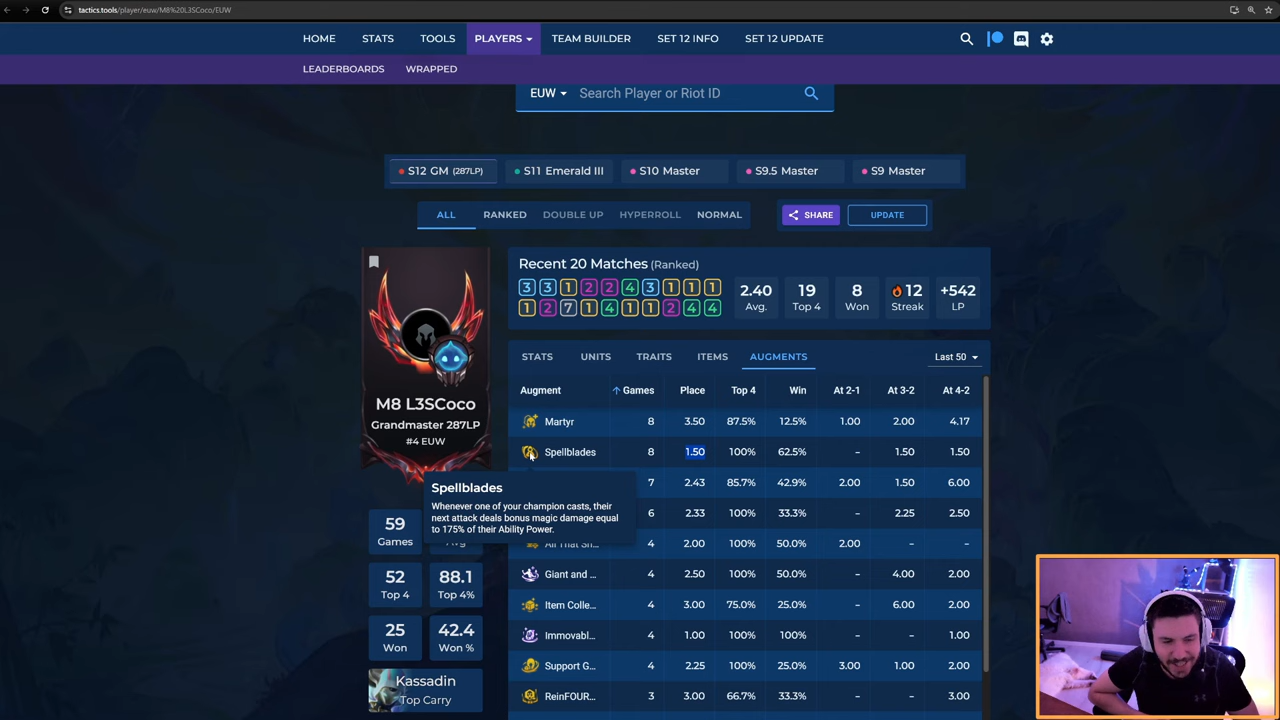 tactics.tools/player/euw/M8%20L3SCoco/EUW
HOME STATS TOOLS PLAYERS TEAM BUILDER SET 12 INFO SET 12 UPDATE
LEADERBOARDS WRAPPED
EUW Search Player or Riot ID
S12 GM (287LP) S11 Emerald III S10 Master S9.5 Master S9 Master
ALL RANKED DOUBLE UP HYPERROLL NORMAL SHARE UPDATE
M8 L3SCoco
Grandmaster 287LP
#4 EUW
59
Games
52 88.1
Top 4 Top 4%
25 42.4
Won Win %
Kassadin
Top Carry
Recent 20 Matches (Ranked)
3 3 1 2 2 4 3 1 1 1
1 2 7 1 4 1 1 2 4 4
2.40 19 8 12 +542
Avg. Top 4 Won Streak LP
STATS UNITS TRAITS ITEMS AUGMENTS Last 50
Augment Games Place Top 4 Win At 2-1 At 3-2 At 4-2
Martyr 8 3.50 87.5% 12.5% 1.00 2.00 4.17
Spellblades 8 1.50 100% 62.5% - 1.50 1.50
7 2.43 85.7% 42.9% 2.00 1.50 6.00
6 2.33 100% 33.3% - 2.25 2.50
4 2.00 100% 50.0% 2.00 - -
Giant and ... 4 2.50 100% 50.0% - 4.00 2.00
Item Colle... 4 3.00 75.0% 25.0% - 6.00 2.00
Immovabl... 4 1.00 100% 100% - - 1.00
Support G... 4 2.25 100% 25.0% 3.00 1.00 2.00
ReinFOUR... 3 3.00 66.7% 33.3% - - 3.00
Spellblades
Whenever one of your champion casts, their
next attack deals bonus magic damage equal
to 175% of their Ability Power.